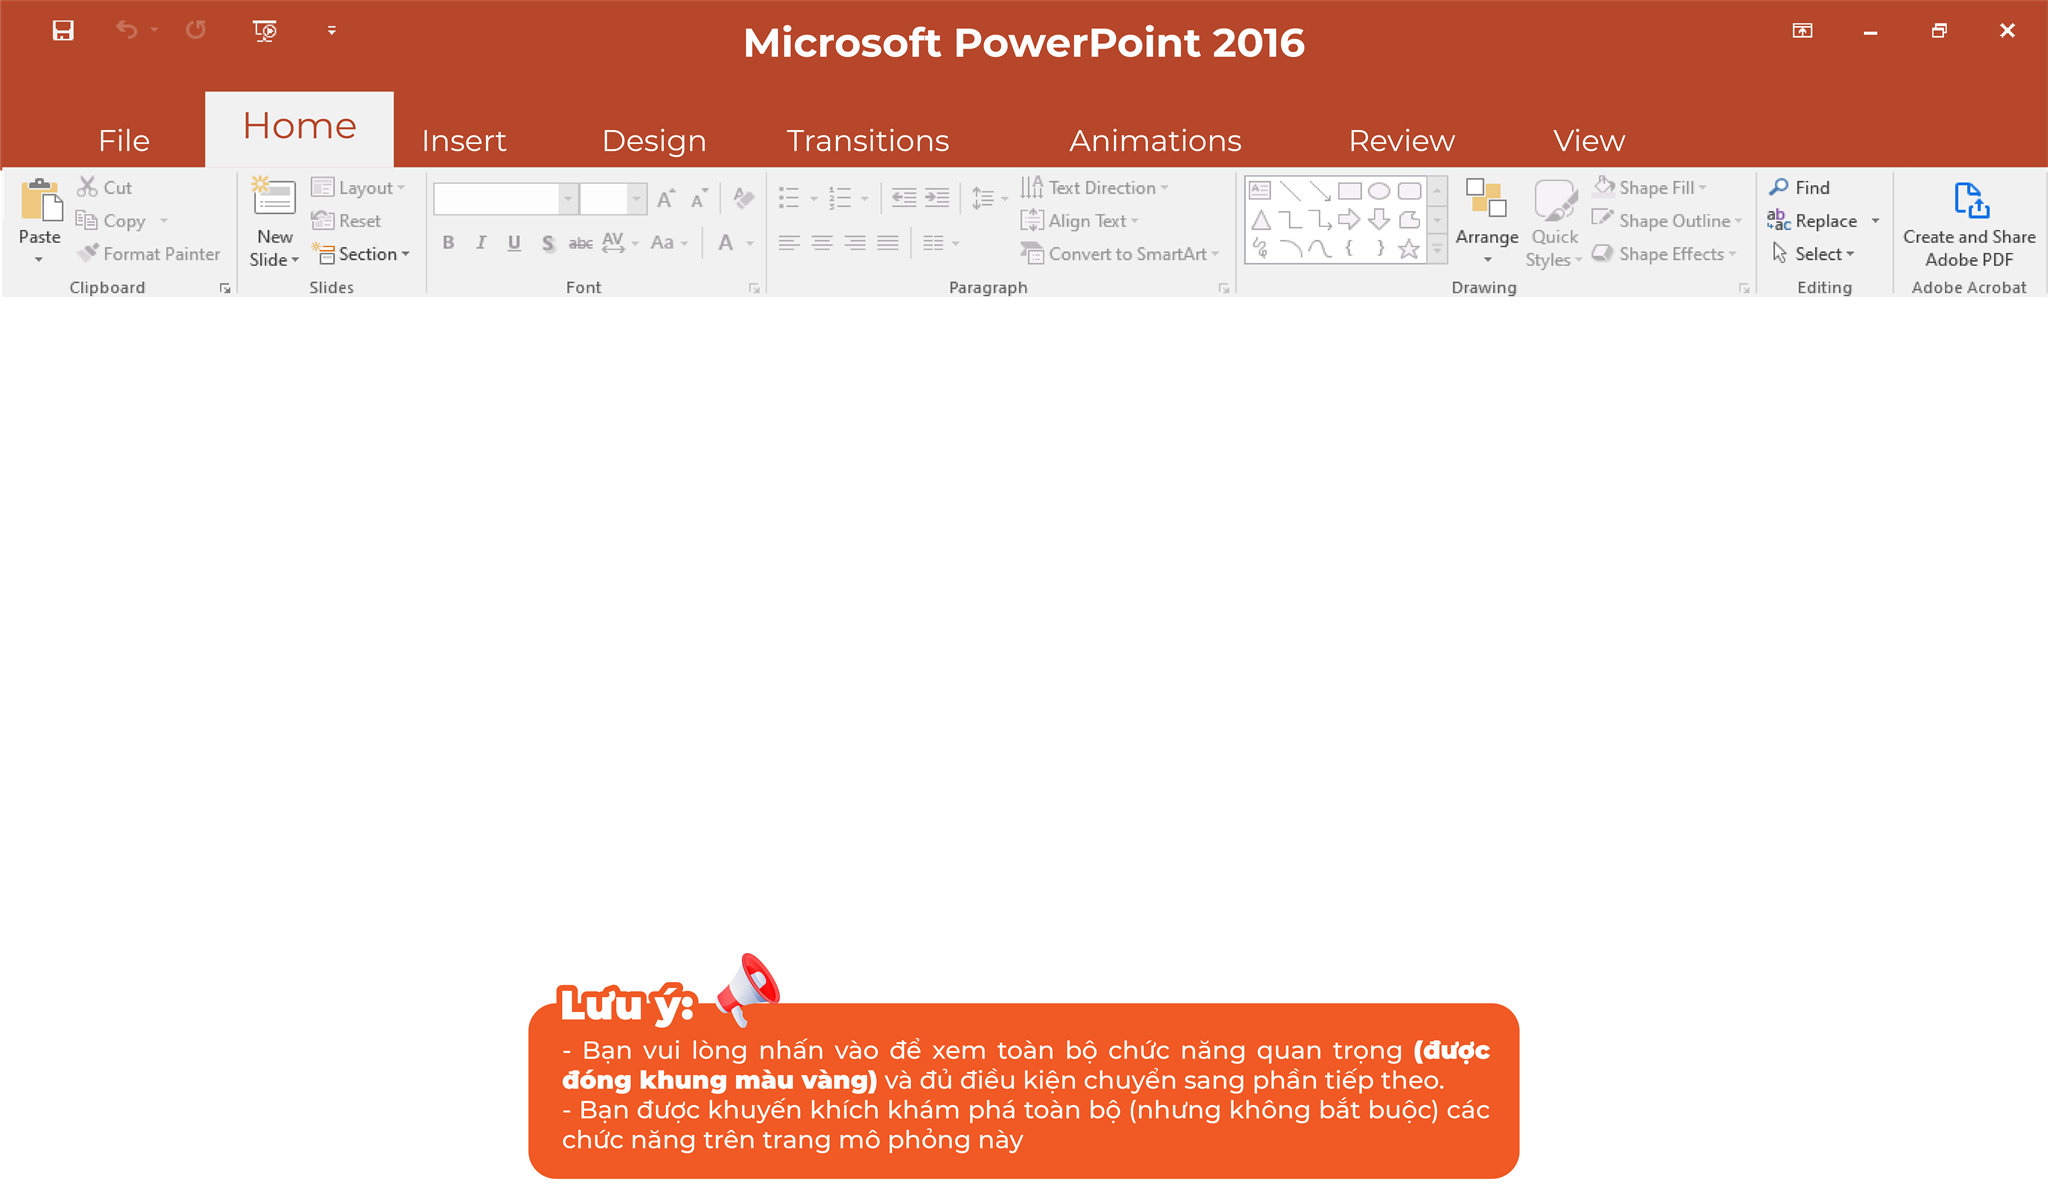 Microsoft PowerPoint 2016
File Home Insert Design Transitions Animations Review View
Paste
Cut
Copy
Format Painter
Clipboard
New
Slide
Layout
Reset
Section
Slides
A A
B I U S abc AV Aa A
Font
Text Direction
Align Text
Convert to SmartArt
Paragraph
Arrange
Quick
Styles
Shape Fill
Shape Outline
Shape Effects
Drawing
Find
Replace
Select
Editing
Create and Share
Adobe PDF
Adobe Acrobat
Lưu ý:
- Bạn vui lòng nhấn vào để xem toàn bộ chức năng quan trọng (được
đóng khung màu vàng) và đủ điều kiện chuyển sang phần tiếp theo.
- Bạn được khuyến khích khám phá toàn bộ (nhưng không bắt buộc) các
chức năng trên trang mô phỏng này